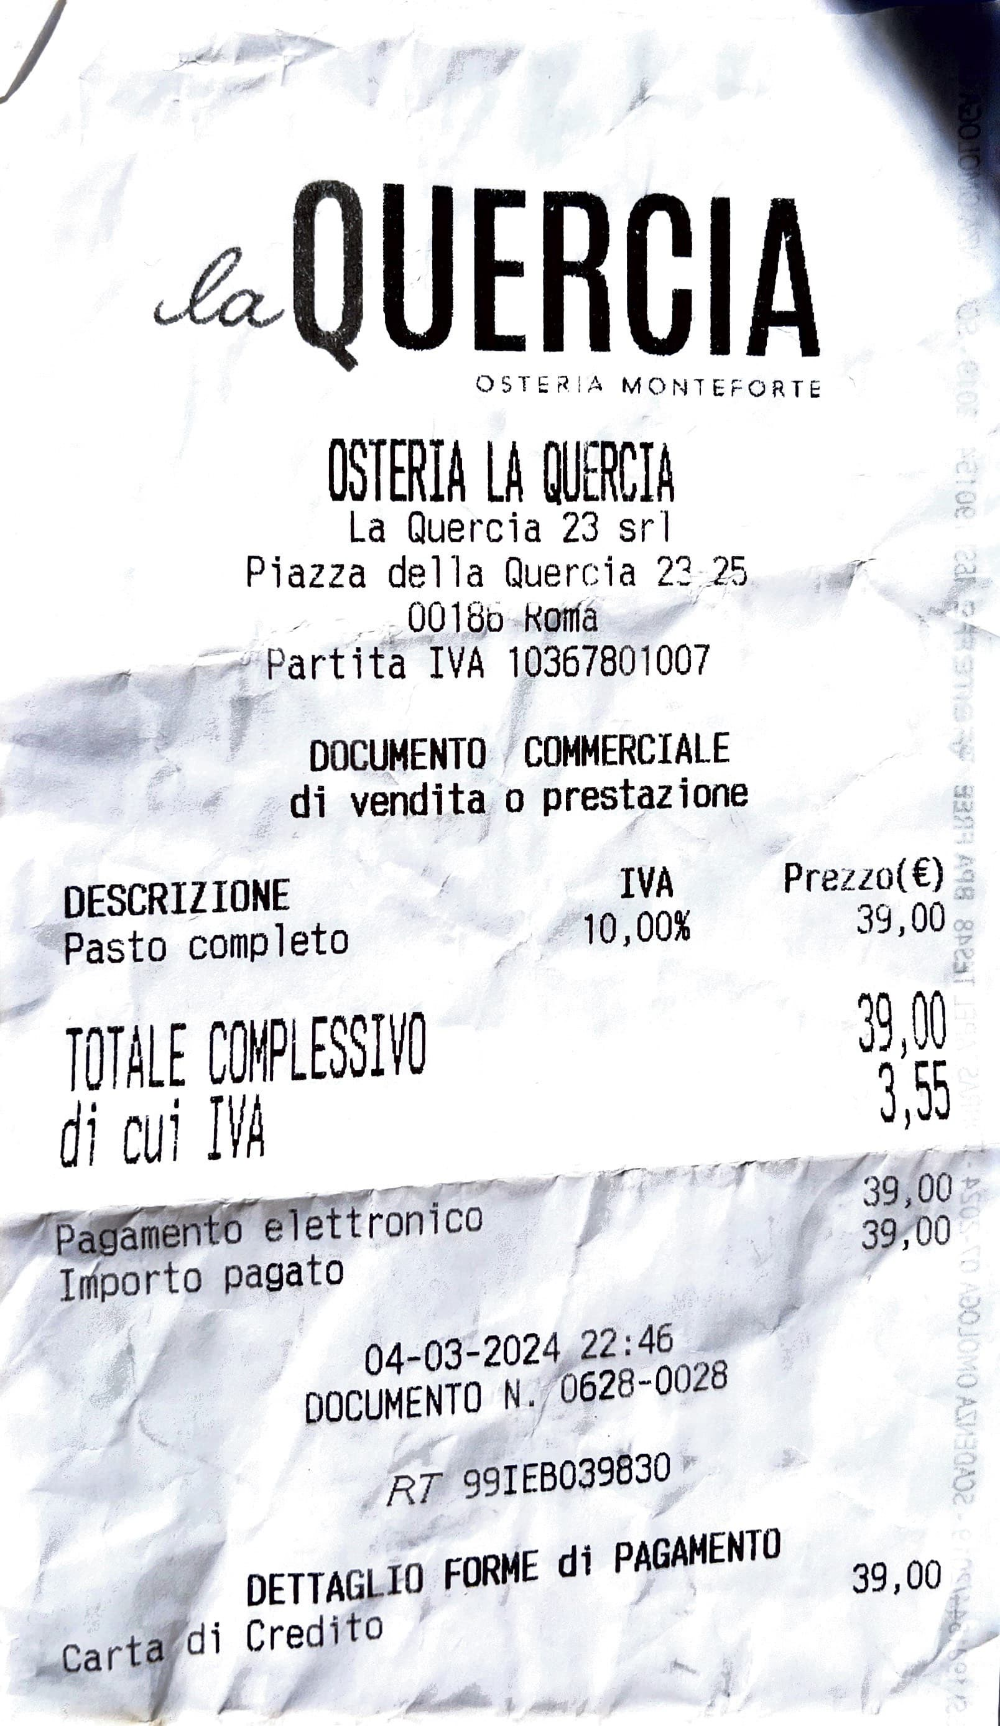 la QUERCIA
OSTERIA MONTEFORTE
OSTERIA LA QUERCIA
La Quercia 23 srl
Piazza della Quercia 23-25
00186 Roma
Partita IVA 10367801007
DOCUMENTO COMMERCIALE
di vendita o prestazione
DESCRIZIONE IVA Prezzo(€)
Pasto completo 10,00% 39,00
TOTALE COMPLESSIVO 39,00
di cui IVA 3,55
Pagamento elettronico 39,00
Importo pagato 39,00
04-03-2024 22:46
DOCUMENTO N. 0628-0028
RT 99IEB039830
DETTAGLIO FORME di PAGAMENTO
Carta di Credito 39,00